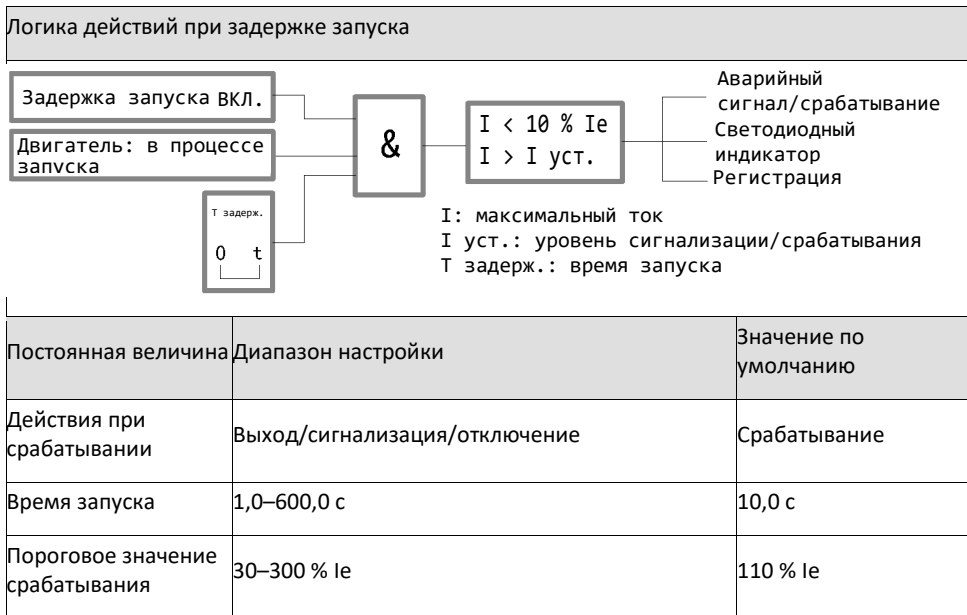 Логика действий при задержке запуска
Задержка запуска ВКЛ.
Двигатель: в процессе
запуска
Т задерж.
0 t
&
I < 10 % Ie
I > I уст.
Аварийный
сигнал/срабатывание
Светодиодный
индикатор
Регистрация
I: максимальный ток
I уст.: уровень сигнализации/срабатывания
Т задерж.: время запуска
Постоянная величина
Диапазон настройки
Значение по
умолчанию
Действия при
срабатывании
Выход/сигнализация/отключение
Срабатывание
Время запуска
1,0–600,0 с
10,0 с
Пороговое значение
срабатывания
30–300 % Ie
110 % Ie